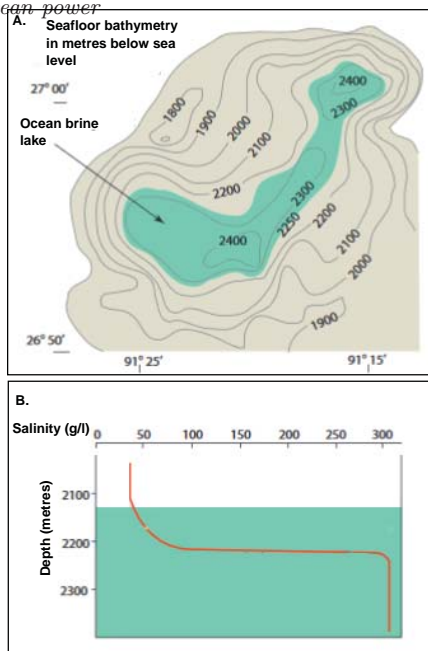 ean power
A.
Seafloor bathymetry
in metres below sea
level
27° 00′
Ocean brine
lake
1800
1900
2000
2100
2200
2400
2300
2300
2250
2200
2400
2100
2000
1900
26° 50′
91° 25′
91° 15′
B.
Salinity (g/l)
0 50 100 150 200 250 300
Depth (metres)
2100
2200
2300